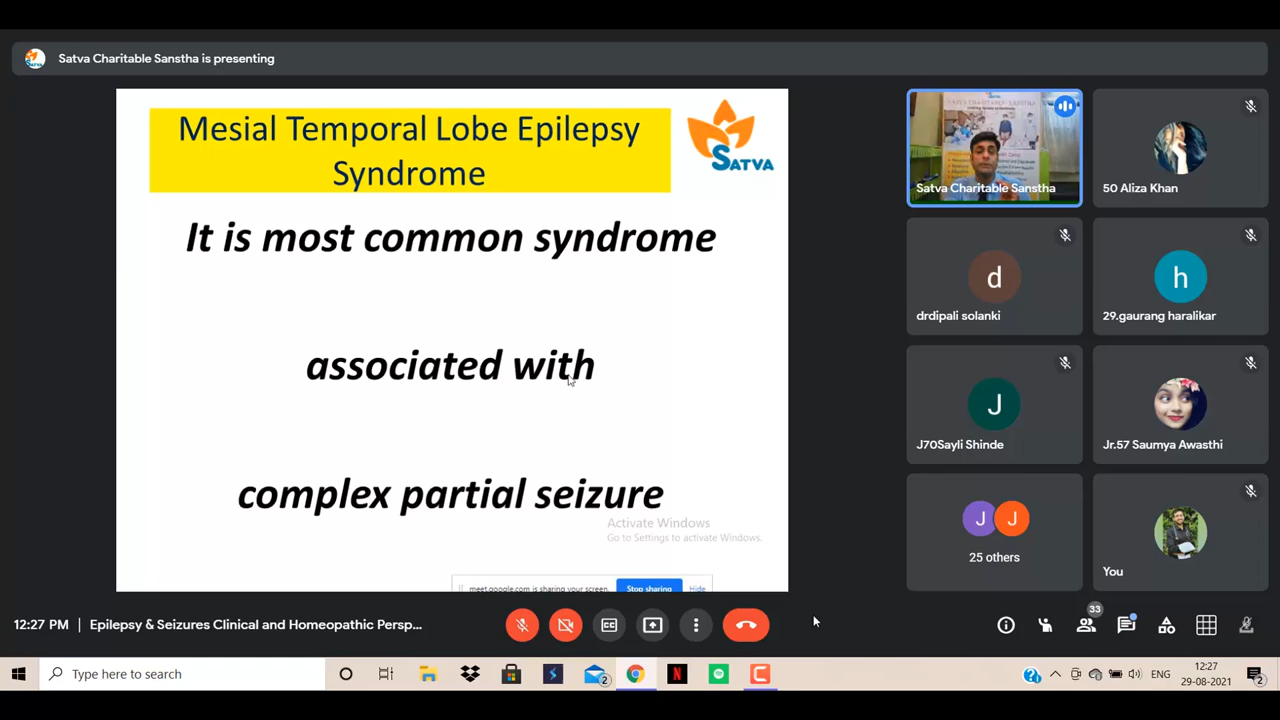 Satva Charitable Sanstha is presenting
Mesial Temporal Lobe Epilepsy
Syndrome
SATVA
It is most common syndrome
associated with
complex partial seizure
Activate Windows
Go to Settings to activate Windows.
meet.google.com is sharing your screen.
Stop sharing
Hide
Satva Charitable Sanstha
50 Aliza Khan
d
drdipali solanki
h
29.gaurang haralikar
J
J70Sayli Shinde
Jr.57 Saumya Awasthi
J
J
25 others
You
12:27 PM
Epilepsy & Seizures Clinical and Homeopathic Persp...
33
Type here to search
2
N
ENG
12:27
29-08-2021
2